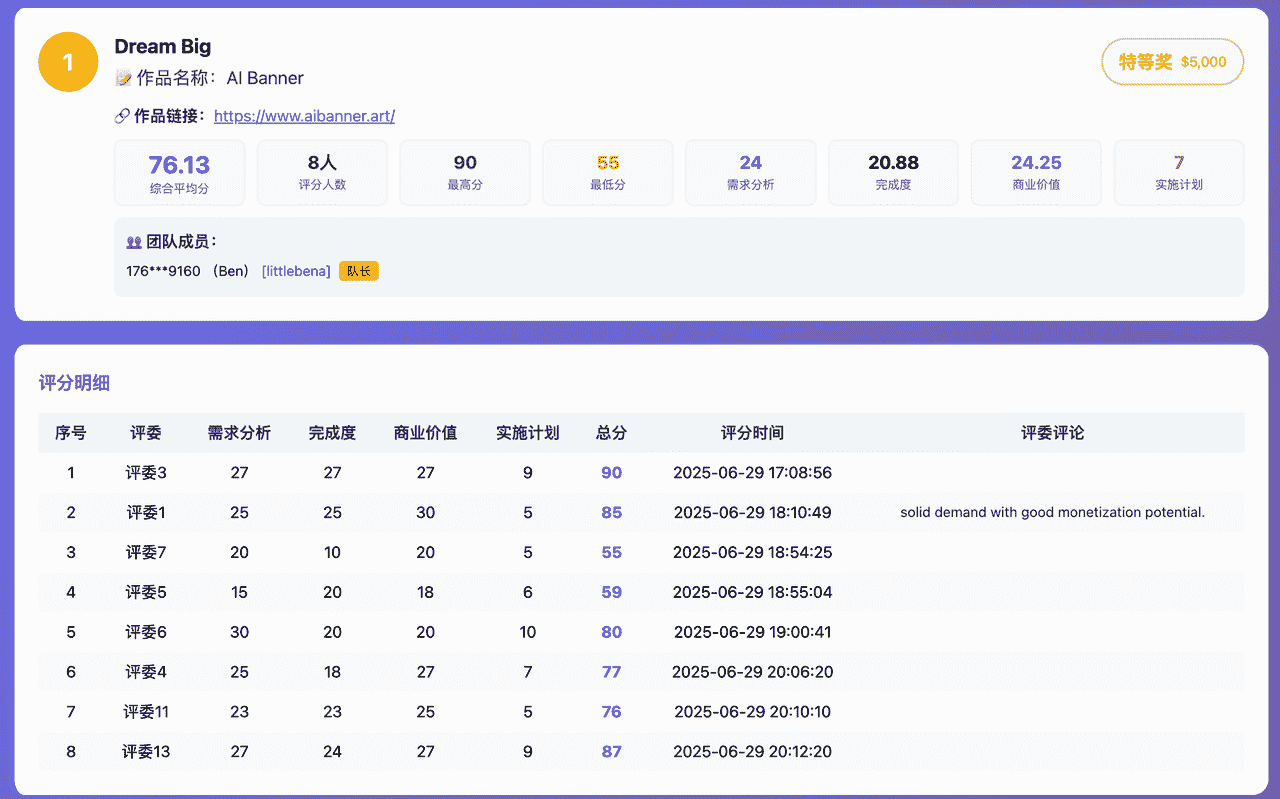 1
Dream Big
📝 作品名称： AI Banner
特等奖 $5,000
🔗 作品链接： https://www.aibanner.art/
76.13 8人 90 55 24 20.88 24.25 7
综合平均分 评分人数 最高分 最低分 需求分析 完成度 商业价值 实施计划
👥 团队成员：
176***9160 (Ben) [littlebena] 队长
评分明细
序号 评委 需求分析 完成度 商业价值 实施计划 总分 评分时间 评委评论
1 评委3 27 27 27 9 90 2025-06-29 17:08:56
2 评委1 25 25 30 5 85 2025-06-29 18:10:49 solid demand with good monetization potential.
3 评委7 20 10 20 5 55 2025-06-29 18:54:25
4 评委5 15 20 18 6 59 2025-06-29 18:55:04
5 评委6 30 20 20 10 80 2025-06-29 19:00:41
6 评委4 25 18 27 7 77 2025-06-29 20:06:20
7 评委11 23 23 25 5 76 2025-06-29 20:10:10
8 评委13 27 24 27 9 87 2025-06-29 20:12:20